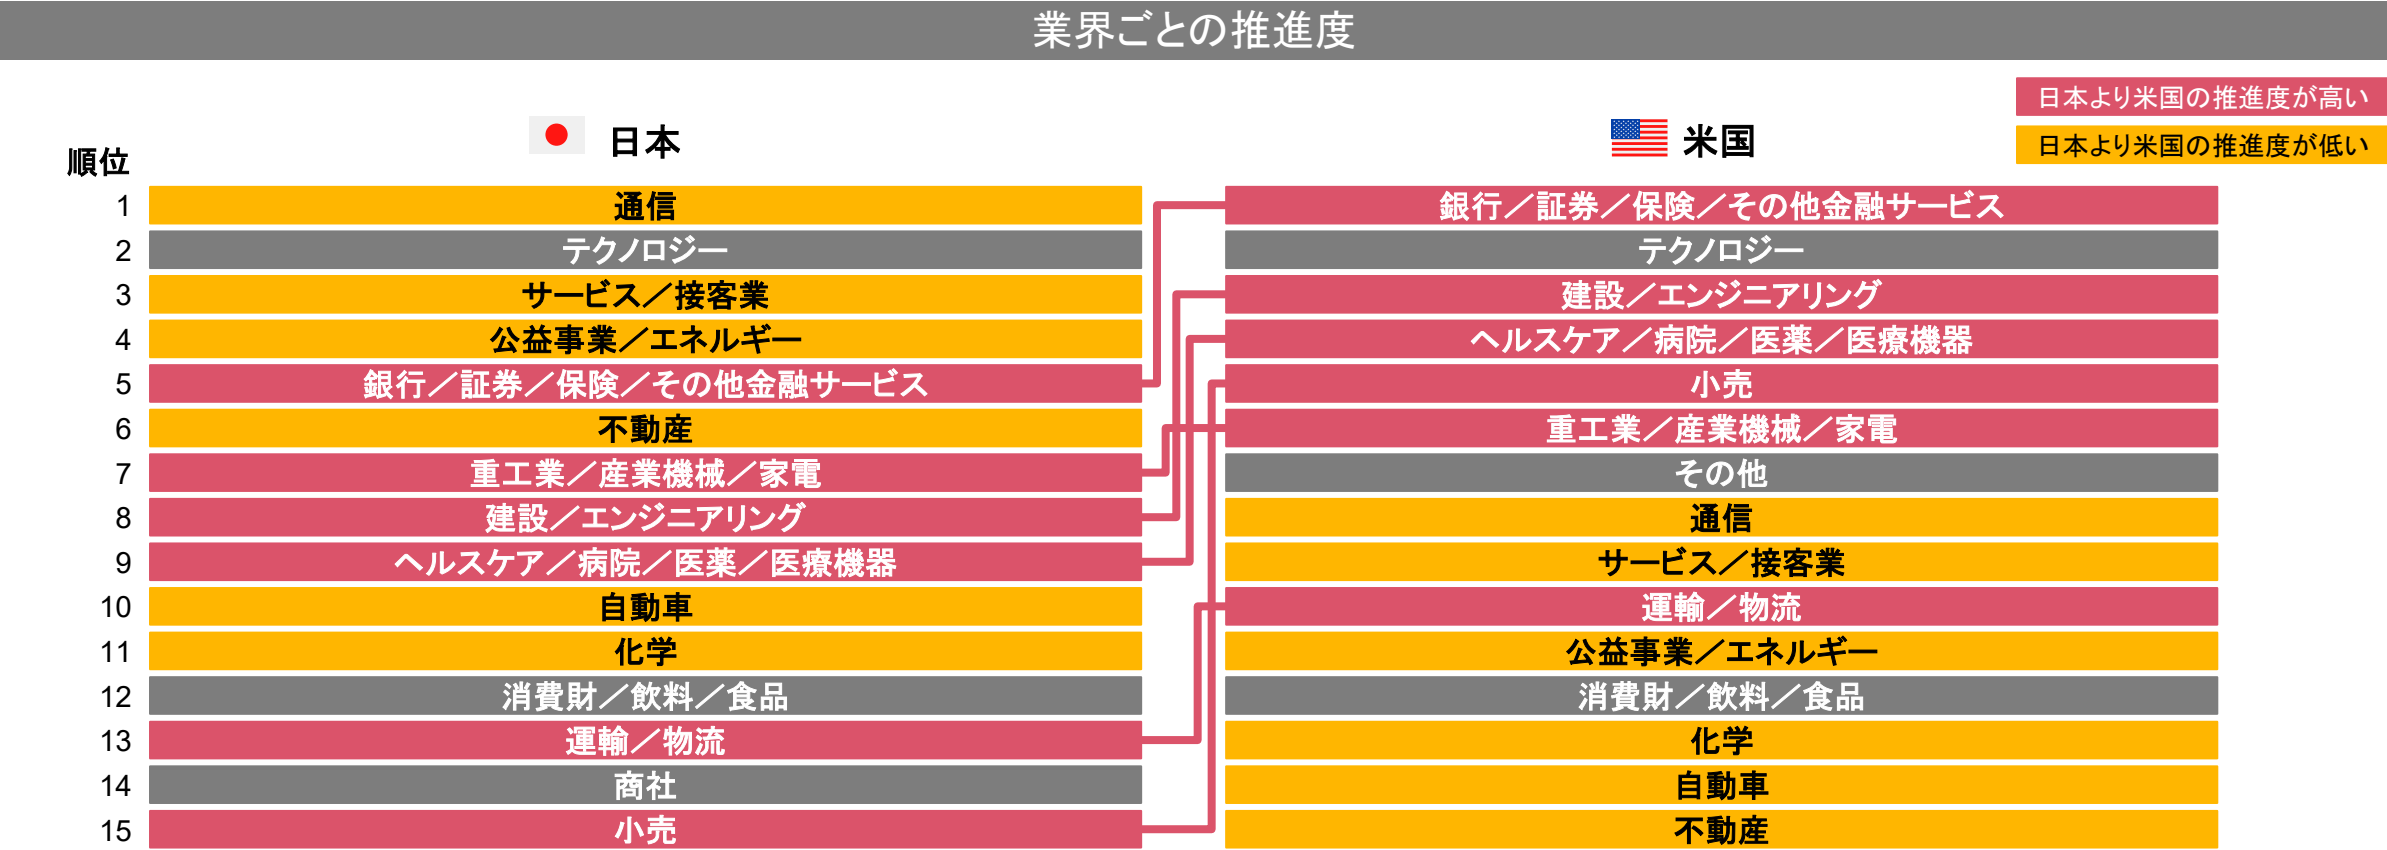 業界ごとの推進度
日本より米国の推進度が高い
日本より米国の推進度が低い
日本
米国
順位
1 通信 銀行／証券／保険／その他金融サービス
2 テクノロジー テクノロジー
3 サービス／接客業 建設／エンジニアリング
4 公益事業／エネルギー ヘルスケア／病院／医薬／医療機器
5 銀行／証券／保険／その他金融サービス 小売
6 不動産 重工業／産業機械／家電
7 重工業／産業機械／家電 その他
8 建設／エンジニアリング 通信
9 ヘルスケア／病院／医薬／医療機器 サービス／接客業
10 自動車 運輸／物流
11 化学 公益事業／エネルギー
12 消費財／飲料／食品 消費財／飲料／食品
13 運輸／物流 化学
14 商社 自動車
15 小売 不動産